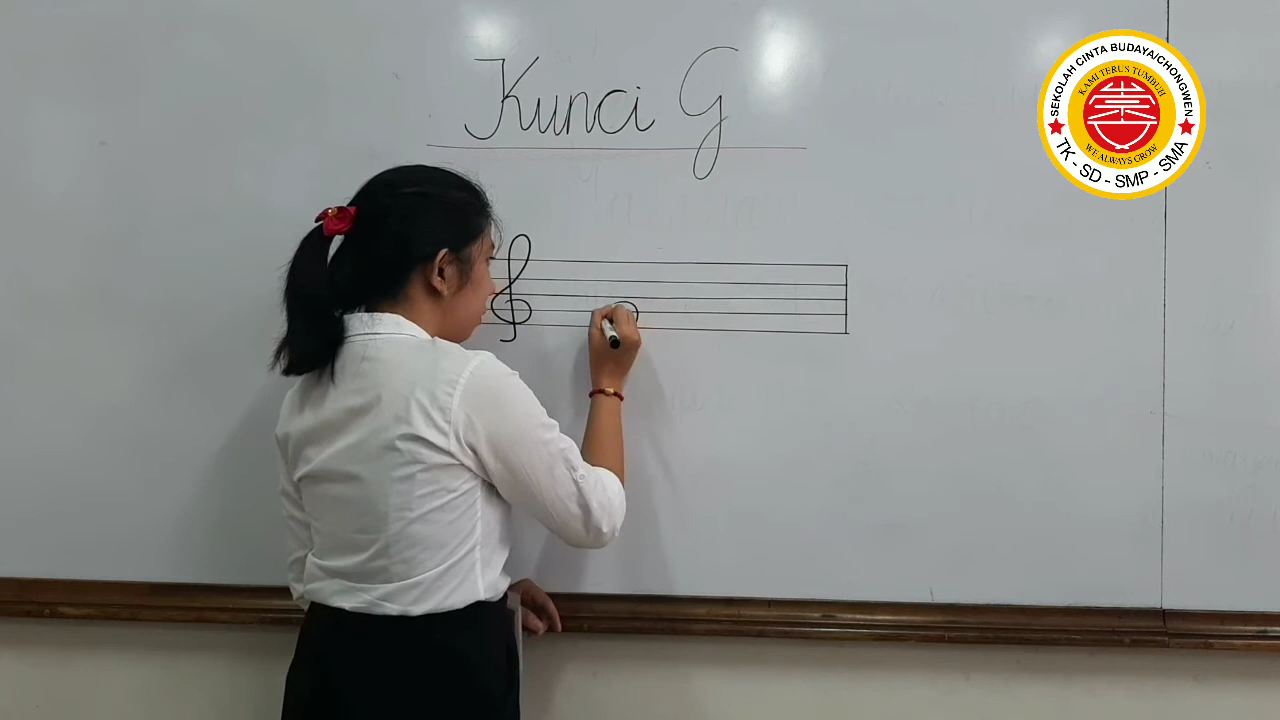 Kunci G
SEKOLAH CINTA BUDAYA/CHONGWEN
KAMI TERUS TUMBUH
WE ALWAYS GROW
TK - SD - SMP - SMA